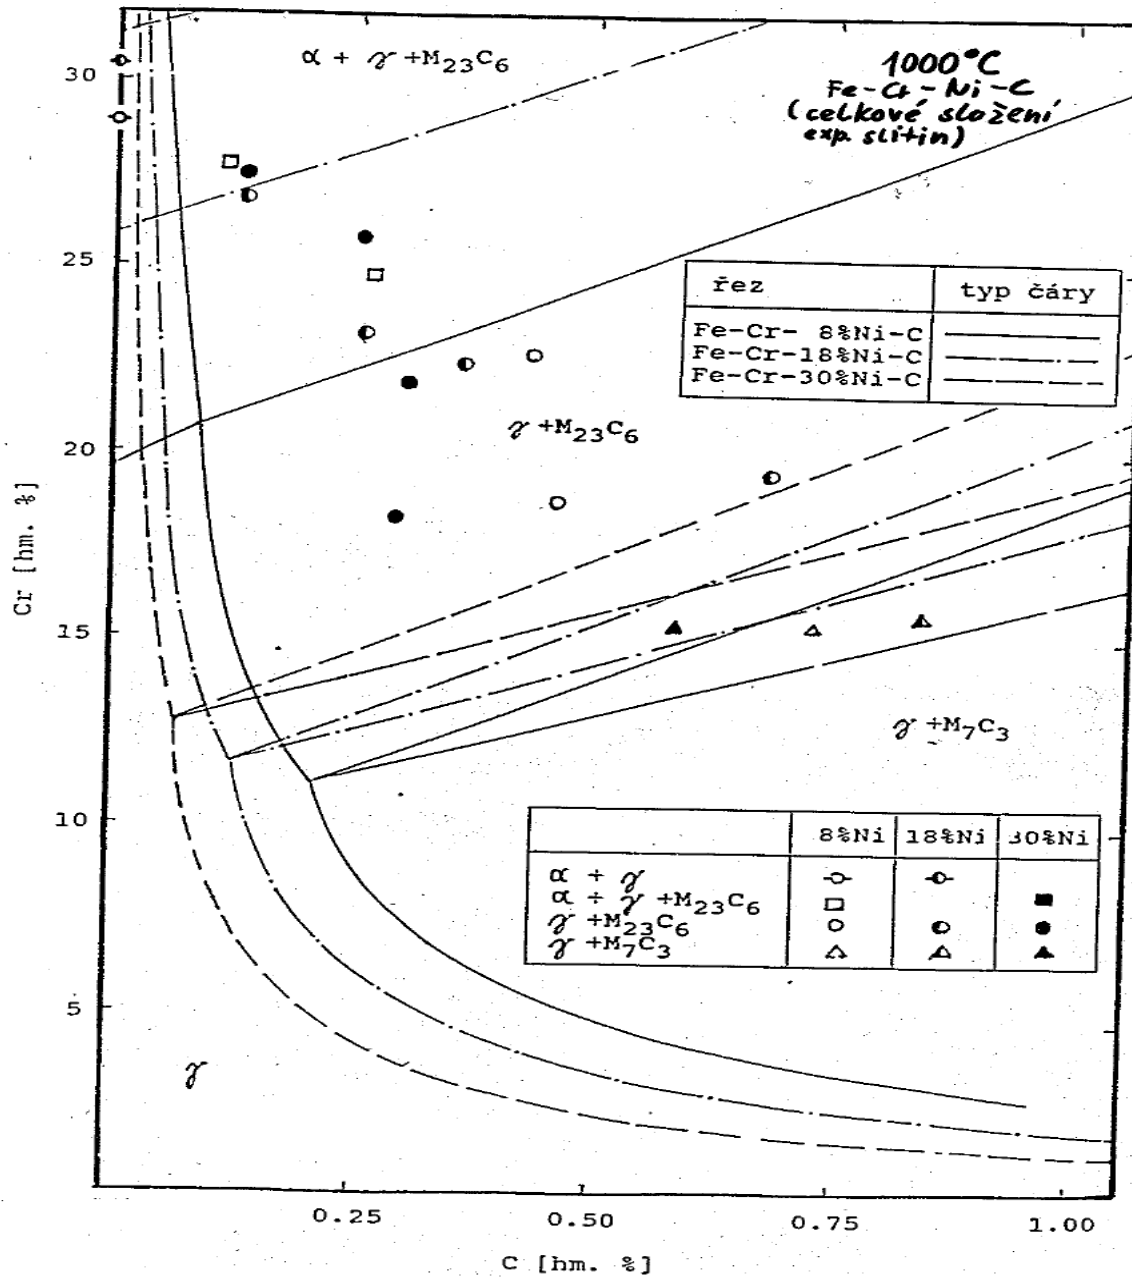 α + γ +M23C6
1000°C
Fe-Cr-Ni-C
(celkové složení
exp. slitin)
30
25
20
15
10
5
Cr [hm. %]
řez typ čáry
Fe-Cr- 8%Ni-C
Fe-Cr-18%Ni-C
Fe-Cr-30%Ni-C
γ +M23C6
γ +M7C3
8%Ni 18%Ni 30%Ni
α + γ
α + γ +M23C6
γ +M23C6
γ +M7C3
γ
0.25 0.50 0.75 1.00
C [hm. %]